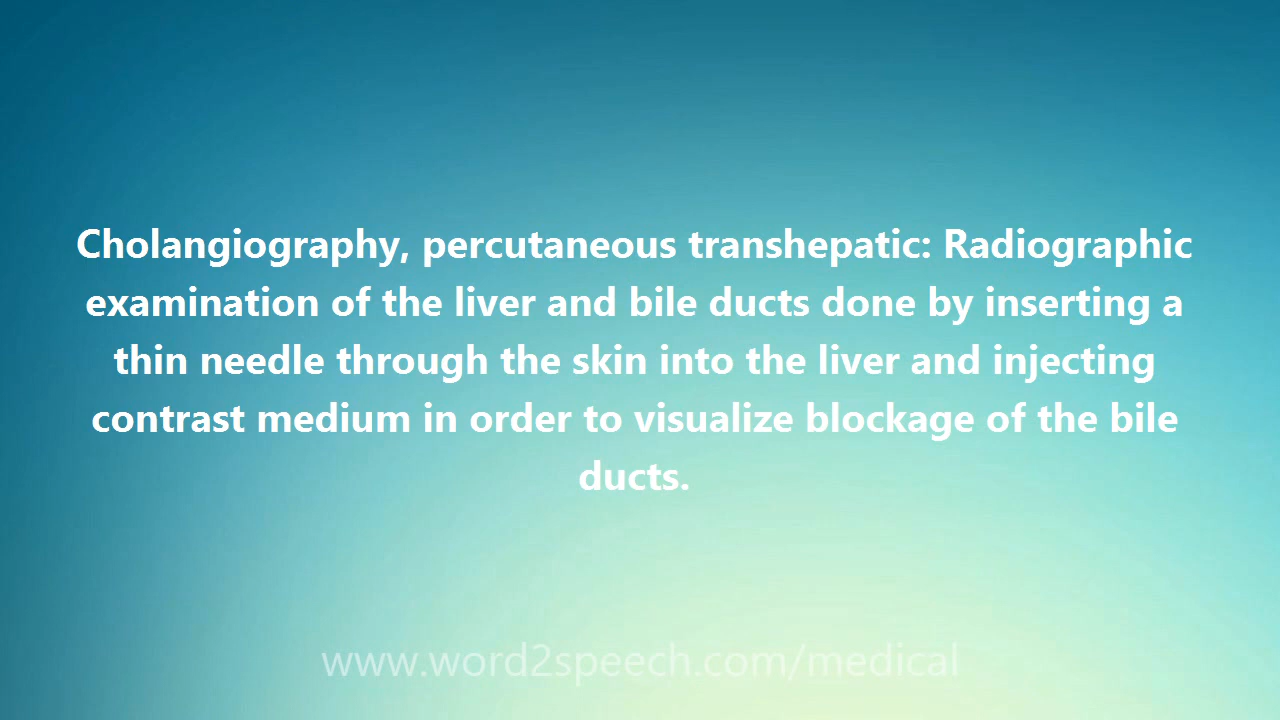 Cholangiography, percutaneous transhepatic: Radiographic
examination of the liver and bile ducts done by inserting a
thin needle through the skin into the liver and injecting
contrast medium in order to visualize blockage of the bile
ducts.
www.word2speech.com/medical